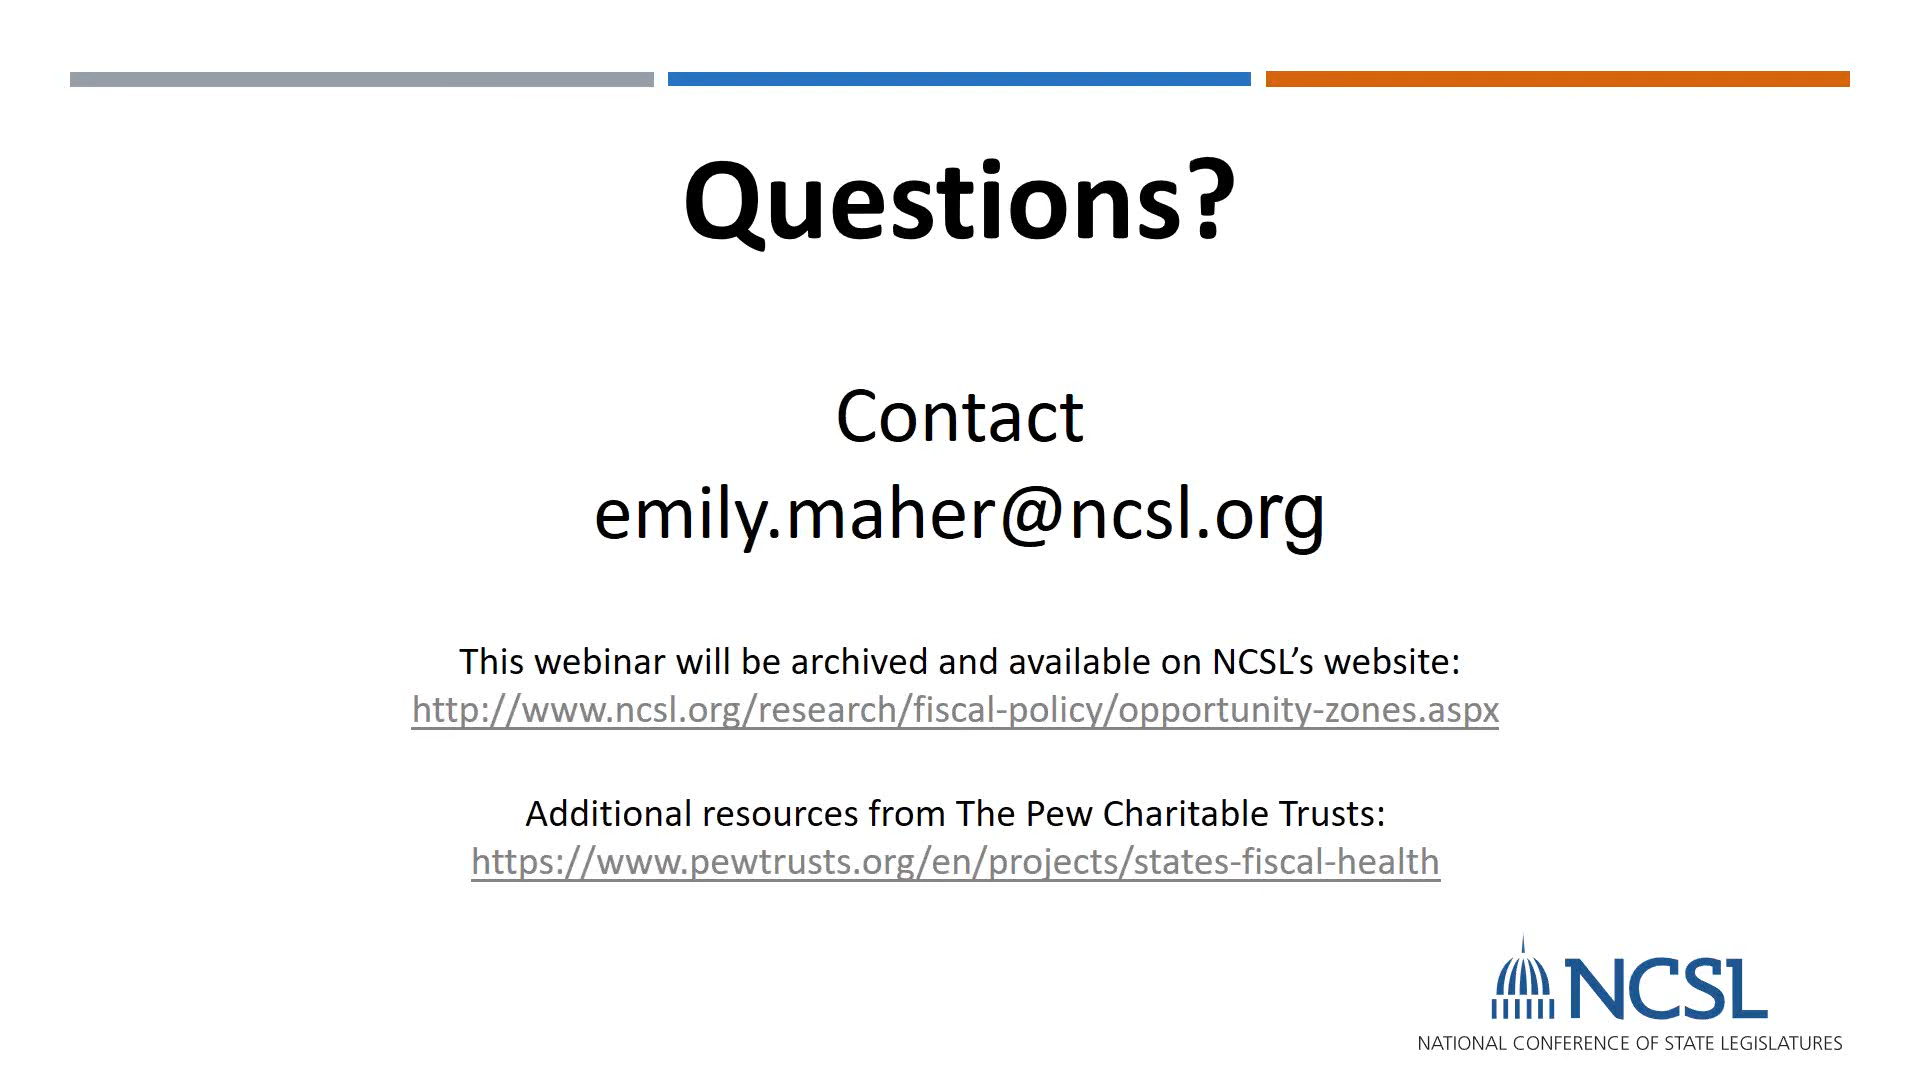 Questions?
Contact
emily.maher@ncsl.org
This webinar will be archived and available on NCSL’s website:
http://www.ncsl.org/research/fiscal-policy/opportunity-zones.aspx
Additional resources from The Pew Charitable Trusts:
https://www.pewtrusts.org/en/projects/states-fiscal-health
NCSL
NATIONAL CONFERENCE OF STATE LEGISLATURES